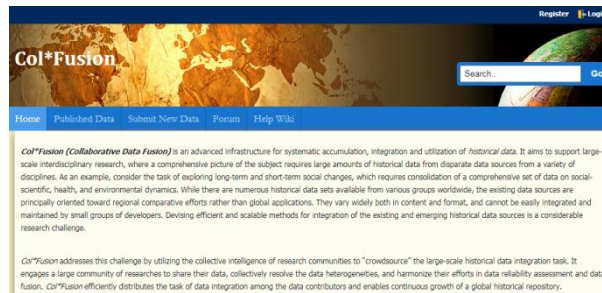 Register Logi
Col*Fusion
Search.. Go
Home Published Data Submit New Data Forum Help Wiki
Col*Fusion (Collaborative Data Fusion) is an advanced infrastructure for systematic accumulation, integration and utilization of historical data. It aims to support large-
scale interdisciplinary research, where a comprehensive picture of the subject requires large amounts of historical data from disparate data sources from a variety of
disciplines. As an example, consider the task of exploring long-term and short-term social changes, which requires consolidation of a comprehensive set of data on social-
scientific, health, and environmental dynamics. While there are numerous historical data sets available from various groups worldwide, the existing data sources are
principally oriented toward regional comparative efforts rather than global applications. They vary widely both in content and format, and cannot be easily integrated and
maintained by small groups of developers. Devising efficient and scalable methods for integration of the existing and emerging historical data sources is a considerable
research challenge.
Col*Fusion addresses this challenge by utilizing the collective intelligence of research communities to "crowdsource" the large-scale historical data integration task. It
engages a large community of researches to share their data, collectively resolve the data heterogeneities, and harmonize their efforts in data reliability assessment and data
fusion. Col*Fusion efficiently distributes the task of data integration among the data contributors and enables continuous growth of a global historical repository.